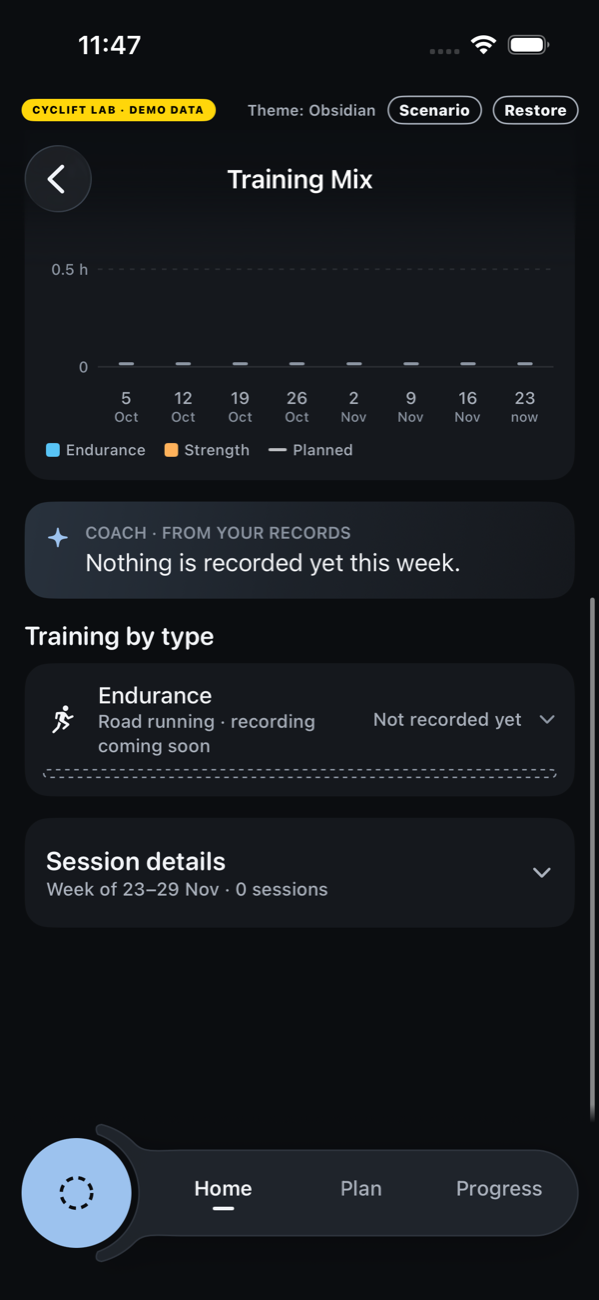 11:47
CYCLIFT LAB · DEMO DATA
Theme: Obsidian
Scenario
Restore
Training Mix
0.5 h
0
5 12 19 26 2 9 16 23
Oct Oct Oct Oct Nov Nov Nov now
Endurance Strength Planned
COACH · FROM YOUR RECORDS
Nothing is recorded yet this week.
Training by type
Endurance
Road running · recording
coming soon
Not recorded yet
Session details
Week of 23–29 Nov · 0 sessions
Home Plan Progress